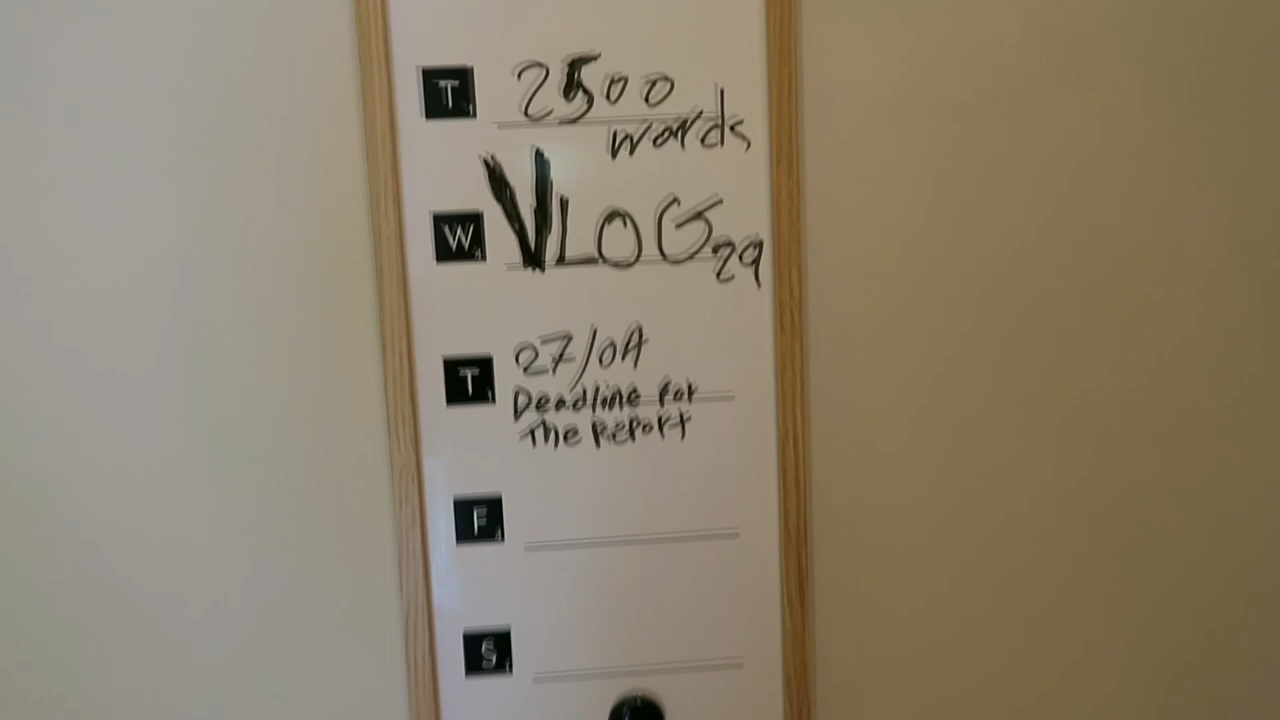 T 2500
words
W VLOG 29
T 27/04
Deadline for
The REPORT
F
S